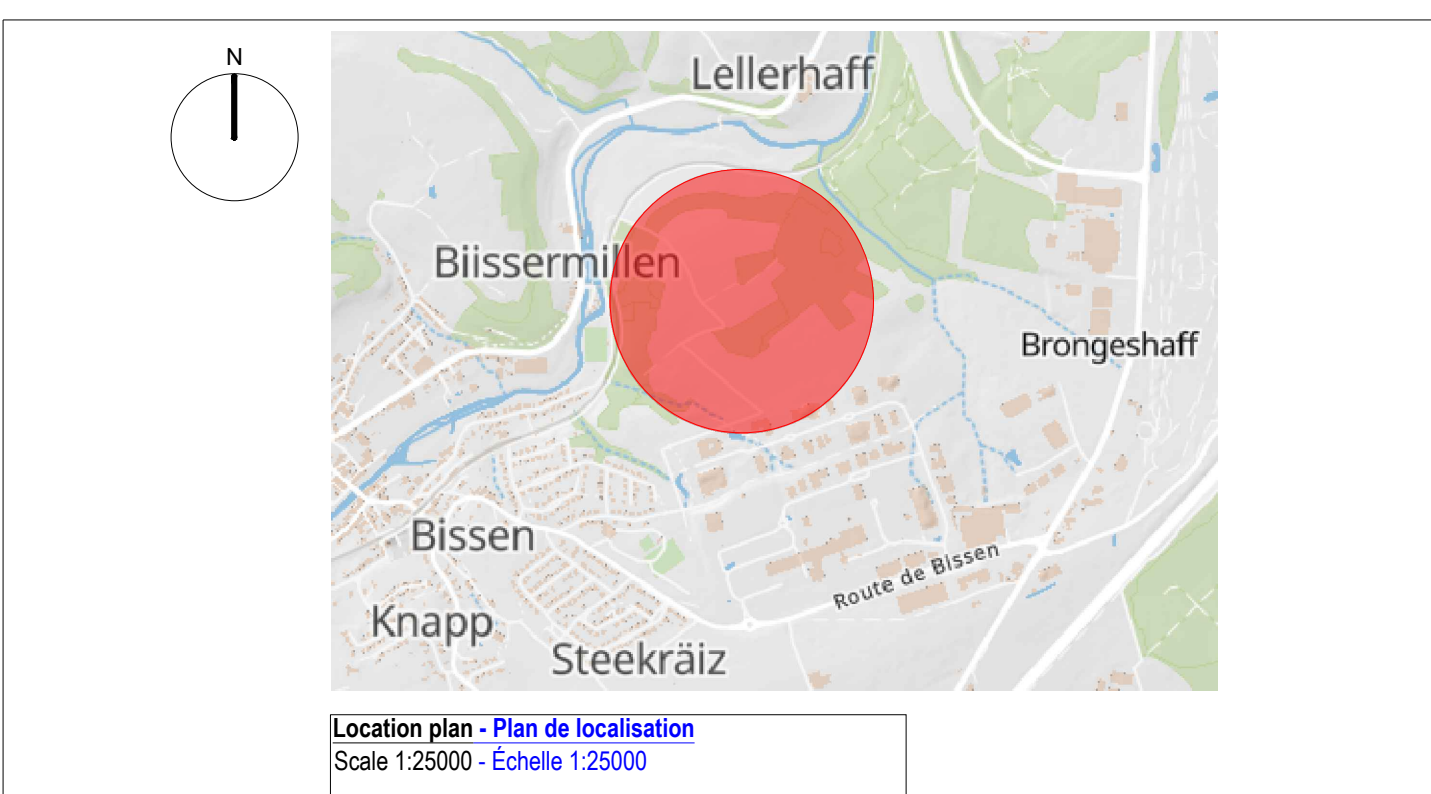 N
Lellerhaff
Biissermillen
Brongeshaff
Bissen
Route de Bissen
Knapp
Steekräiz
Location plan - Plan de localisation
Scale 1:25000 - Échelle 1:25000